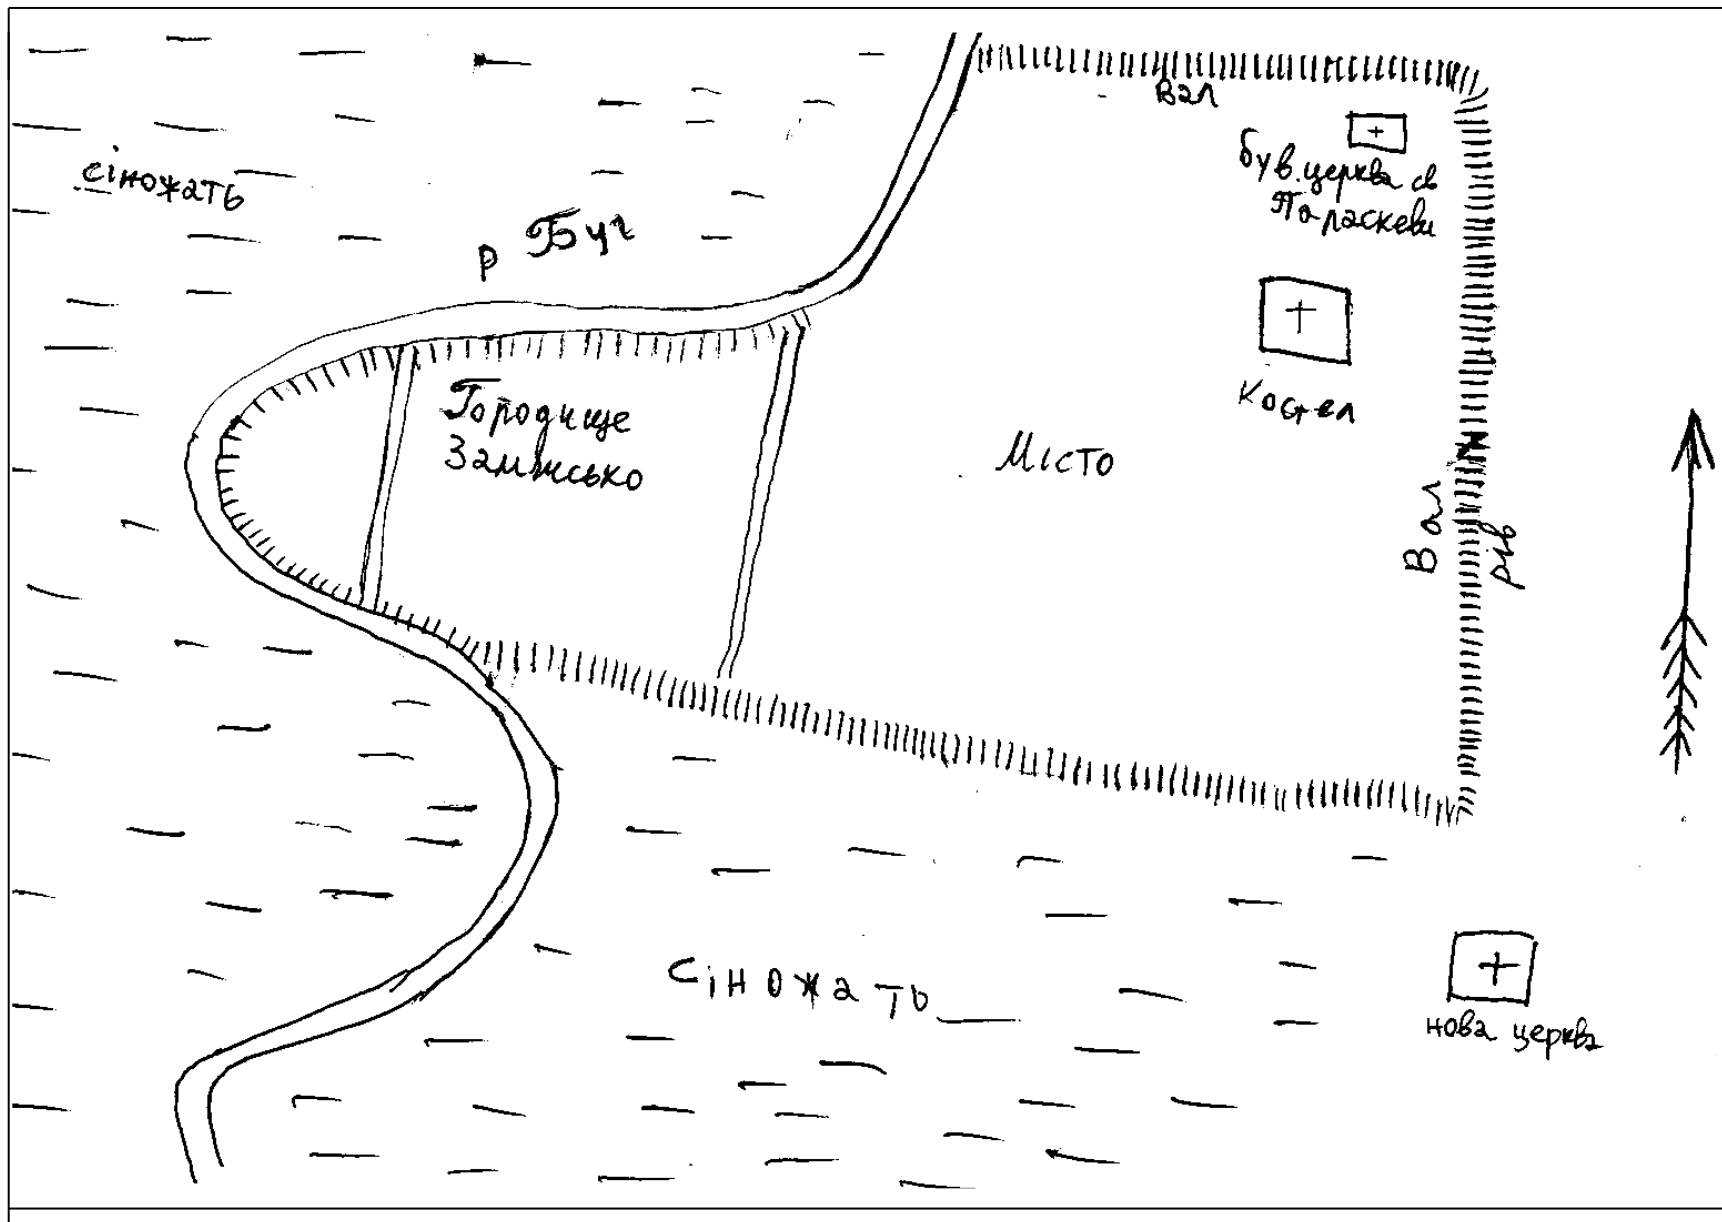 Вал
був. церква св
Параскеви
сіножать
р Буг
Костел
Городище
Замчисько
Місто
Вал
рів
сіножать
нова церква